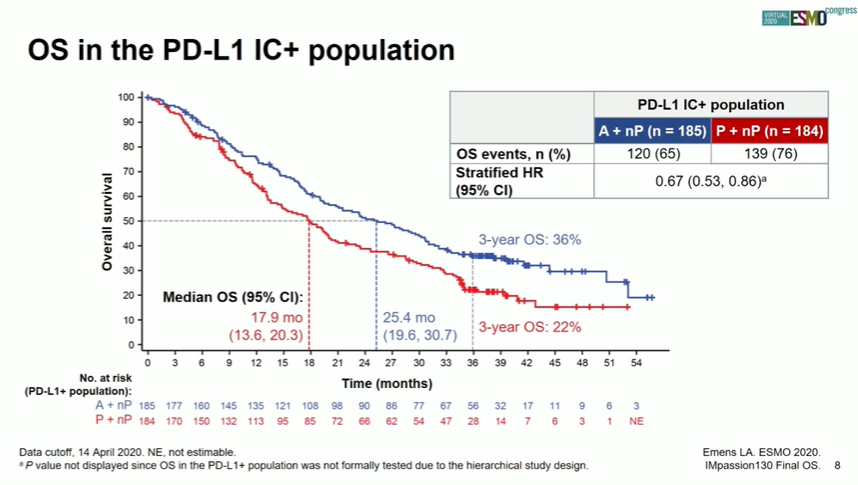 VIRTUAL 2020 ESMO congress
OS in the PD-L1 IC+ population
PD-L1 IC+ population
A + nP (n = 185) P + nP (n = 184)
OS events, n (%) 120 (65) 139 (76)
Stratified HR
(95% CI) 0.67 (0.53, 0.86)ᵃ
Overall survival
100
90
80
70
60
50
40
30
20
10
0
3-year OS: 36%
Median OS (95% CI):
17.9 mo
(13.6, 20.3)
25.4 mo
(19.6, 30.7)
3-year OS: 22%
0 3 6 9 12 15 18 21 24 27 30 33 36 39 42 45 48 51 54
Time (months)
No. at risk
(PD-L1+ population):
A + nP 185 177 160 145 135 121 108 98 90 86 77 67 56 32 17 11 9 6 3
P + nP 184 170 150 132 113 95 85 72 66 62 54 47 28 14 7 6 3 1 NE
Data cutoff, 14 April 2020. NE, not estimable.
ᵃ P value not displayed since OS in the PD-L1+ population was not formally tested due to the hierarchical study design.
Emens LA. ESMO 2020.
IMpassion130 Final OS. 8